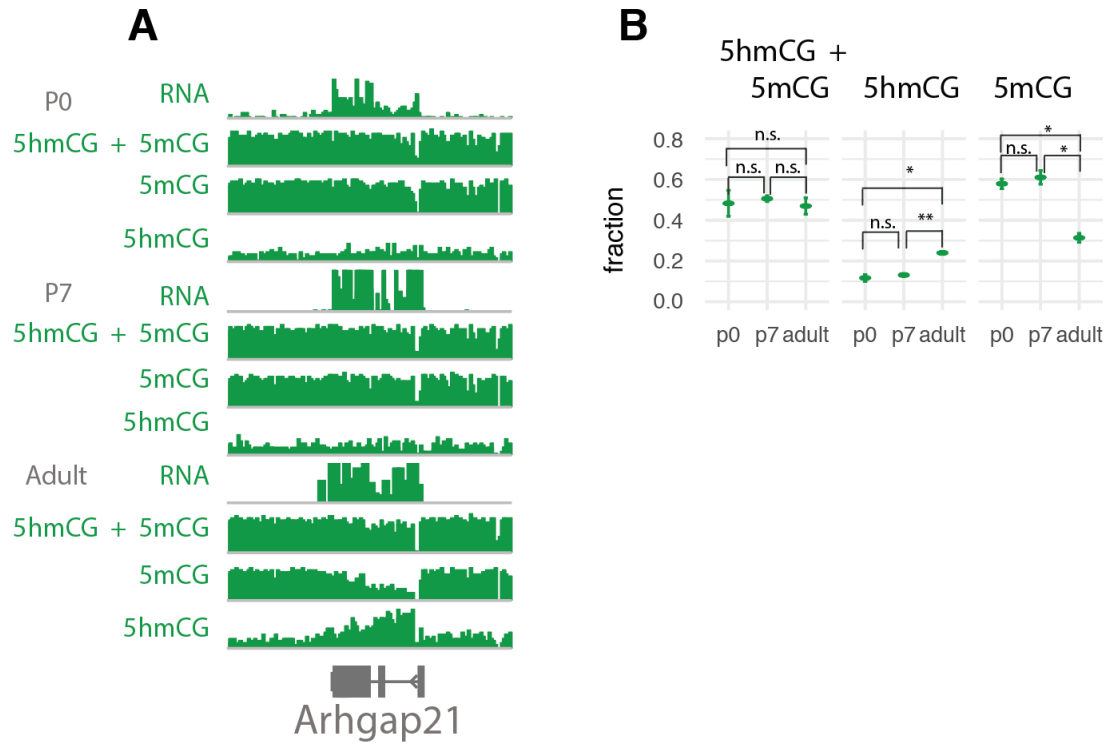 A
P0
RNA
5hmCG + 5mCG
5mCG
5hmCG
P7
RNA
5hmCG + 5mCG
5mCG
5hmCG
Adult
RNA
5hmCG + 5mCG
5mCG
5hmCG
Arhgap21
B
5hmCG +
5mCG
5hmCG
5mCG
fraction
0.8
0.6
0.4
0.2
0.0
n.s.
n.s.
n.s.
p0
p7
adult
*
n.s.
**
p0
p7
adult
*
n.s.
*
p0
p7
adult